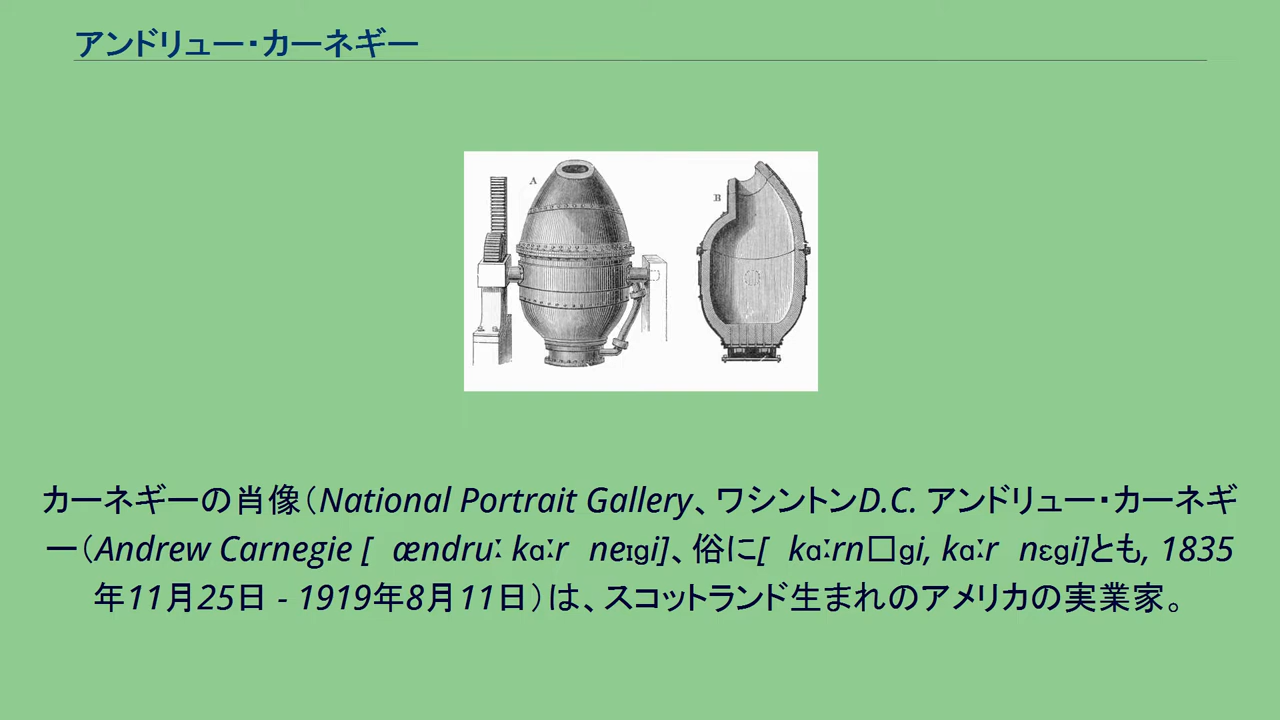 アンドリュー・カーネギー
A
B
カーネギーの肖像（National Portrait Gallery、ワシントンD.C. アンドリュー・カーネギ
ー（Andrew Carnegie [ ændruː kɑːr neɪɡi]、俗に[ kɑːrn□ɡi, kɑːr nɛɡi]とも, 1835
年11月25日 - 1919年8月11日）は、スコットランド生まれのアメリカの実業家。